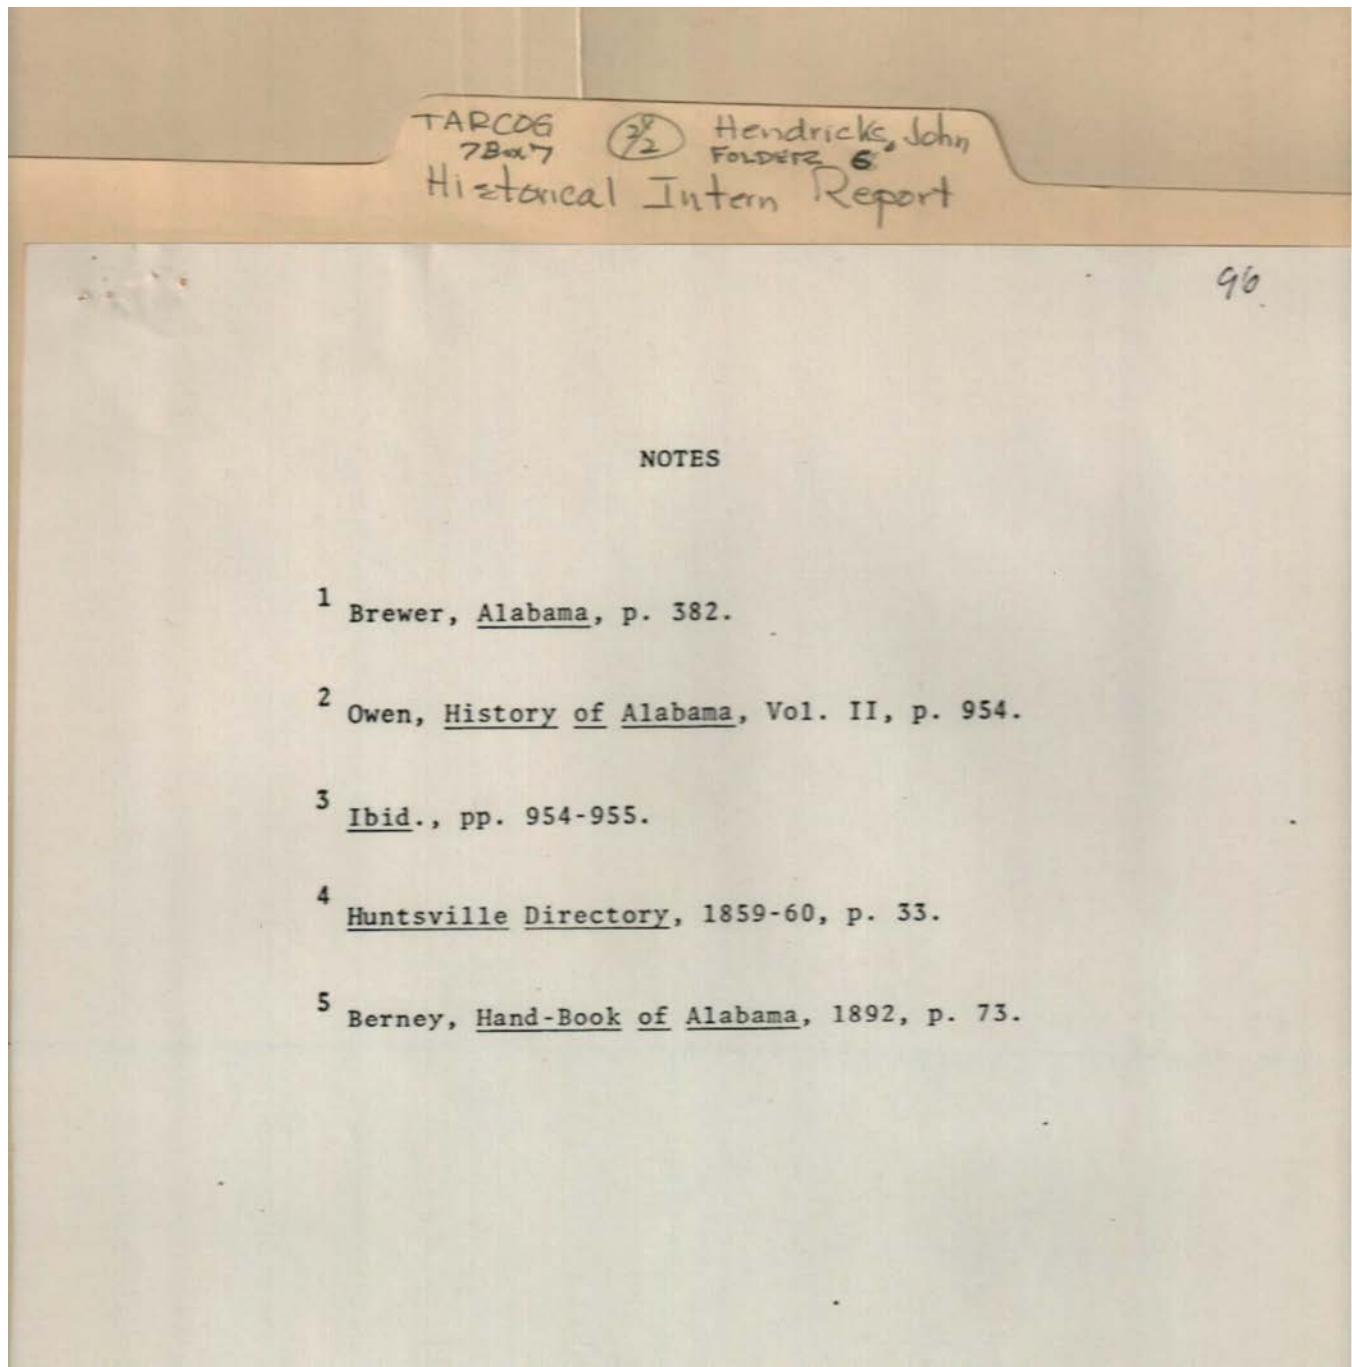 TARCOG 2/2 Hendricks, John
7Box7 FOLDER 6
Historical Intern Report
96
NOTES
1 Brewer, Alabama, p. 382.
2 Owen, History of Alabama, Vol. II, p. 954.
3 Ibid., pp. 954-955.
4 Huntsville Directory, 1859-60, p. 33.
5 Berney, Hand-Book of Alabama, 1892, p. 73.